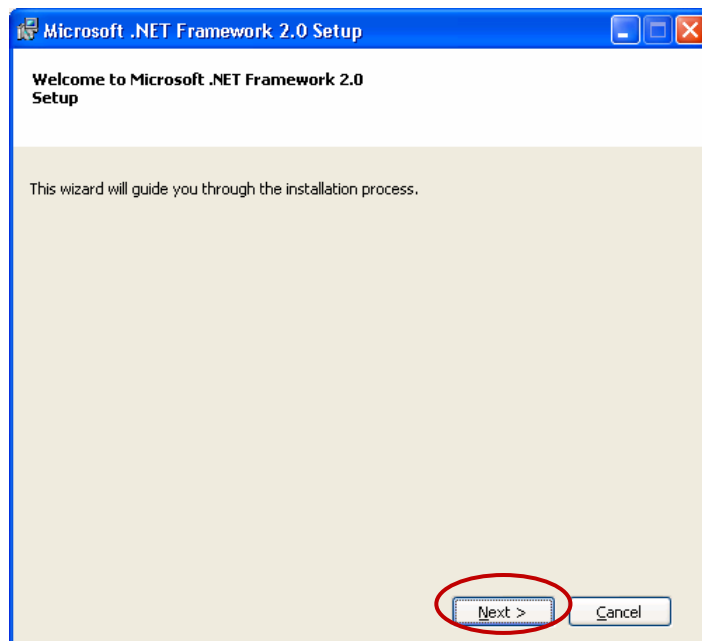 Microsoft .NET Framework 2.0 Setup
Welcome to Microsoft .NET Framework 2.0
Setup
This wizard will guide you through the installation process.
Next >
Cancel